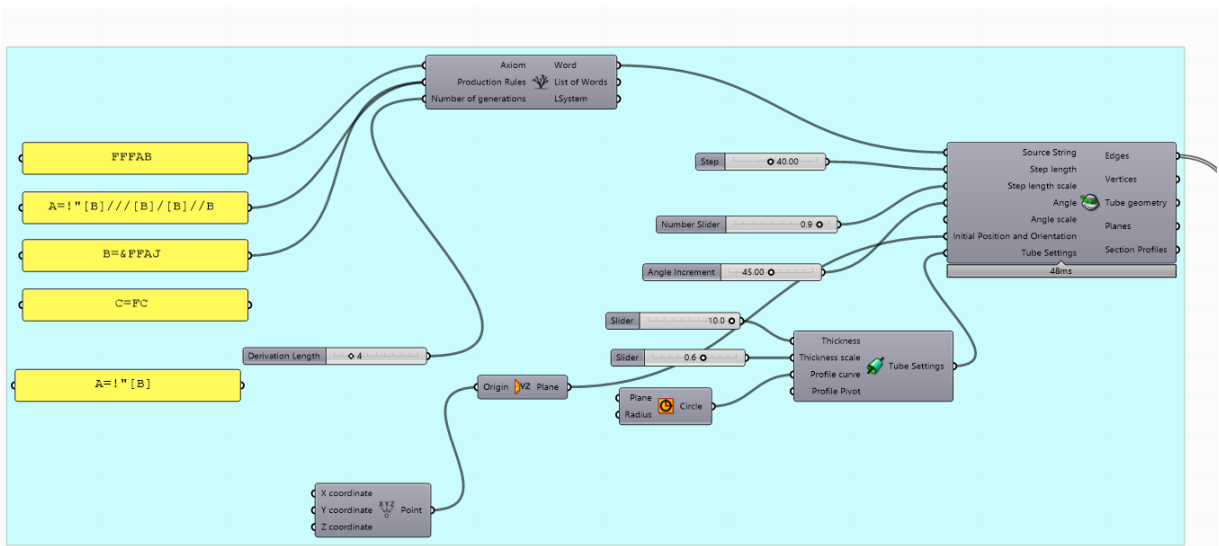 Axiom Word
Production Rules List of Words
Number of generations LSystem
FFFAB
A=!"[B]///[B]/[B]//B
B=&FFAJ
C=FC
A=!"[B]
Derivation Length 4
Step 40.00
Number Slider 0.9
Angle Increment 45.00
Slider 10.0
Slider 0.6
Source String Edges
Step length
Step length scale Vertices
Angle Tube geometry
Angle scale Planes
Initial Position and Orientation
Tube Settings Section Profiles
48ms
Thickness
Thickness scale Tube Settings
Profile curve
Profile Pivot
Origin YZ Plane
Plane Circle
Radius
X coordinate
Y coordinate XYZ Point
Z coordinate